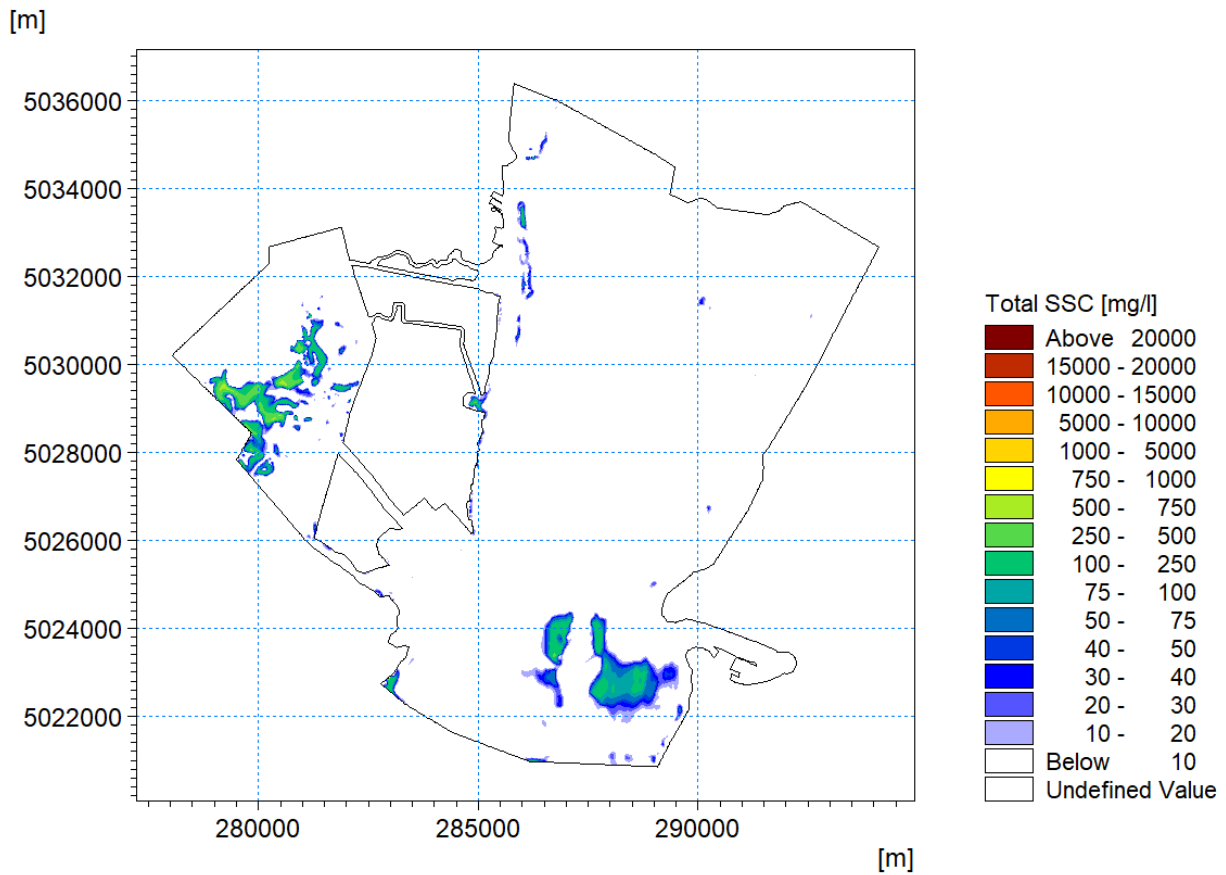 [m]
5036000
5034000
5032000
5030000
5028000
5026000
5024000
5022000
280000 285000 290000
[m]
Total SSC [mg/l]
Above 20000
15000 - 20000
10000 - 15000
5000 - 10000
1000 - 5000
750 - 1000
500 - 750
250 - 500
100 - 250
75 - 100
50 - 75
40 - 50
30 - 40
20 - 30
10 - 20
Below 10
Undefined Value